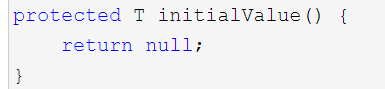 protected T initialValue() {
    return null;
}